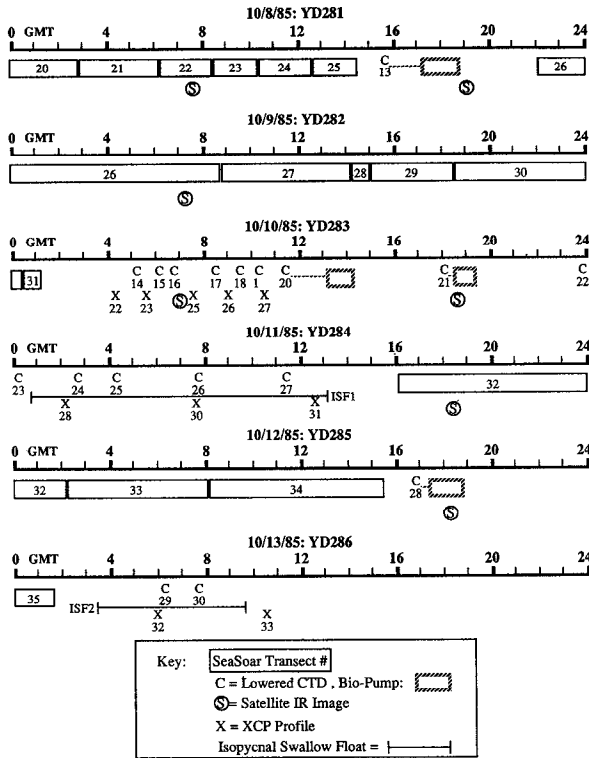 10/8/85: YD281
0 GMT 4 8 12 16 20 24
20 21 22 23 24 25 C 13 26
S S
10/9/85: YD282
0 GMT 4 8 12 16 20 24
26 27 28 29 30
S
10/10/85: YD283
0 GMT 4 8 12 16 20 24
31 C C C C C C C C C
14 15 16 17 18 1 20 21 22
X X S X X X S
22 23 25 26 27
10/11/85: YD284
0 GMT 4 8 12 16 20 24
C C C C C 32
23 24 25 26 27
ISF1
X X X S
28 30 31
10/12/85: YD285
0 GMT 4 8 12 16 20 24
32 33 34 C 28
S
10/13/85: YD286
0 GMT 4 8 12 16 20 24
35 C C
29 30
ISF2
X X
32 33
Key: SeaSoar Transect #
C = Lowered CTD , Bio-Pump:
S = Satellite IR Image
X = XCP Profile
Isopycnal Swallow Float =